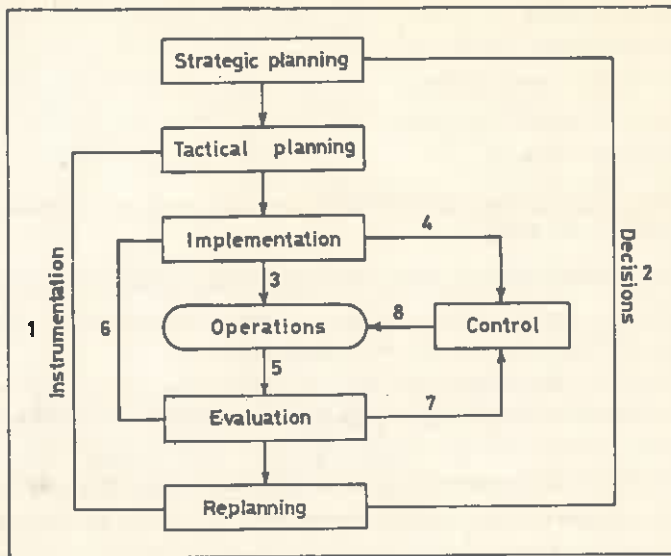 Strategic planning
Tactical planning
Implementation
4
3
Decisions
2
Instrumentation
1
6
Operations
8
Control
5
Evaluation
7
Replanning